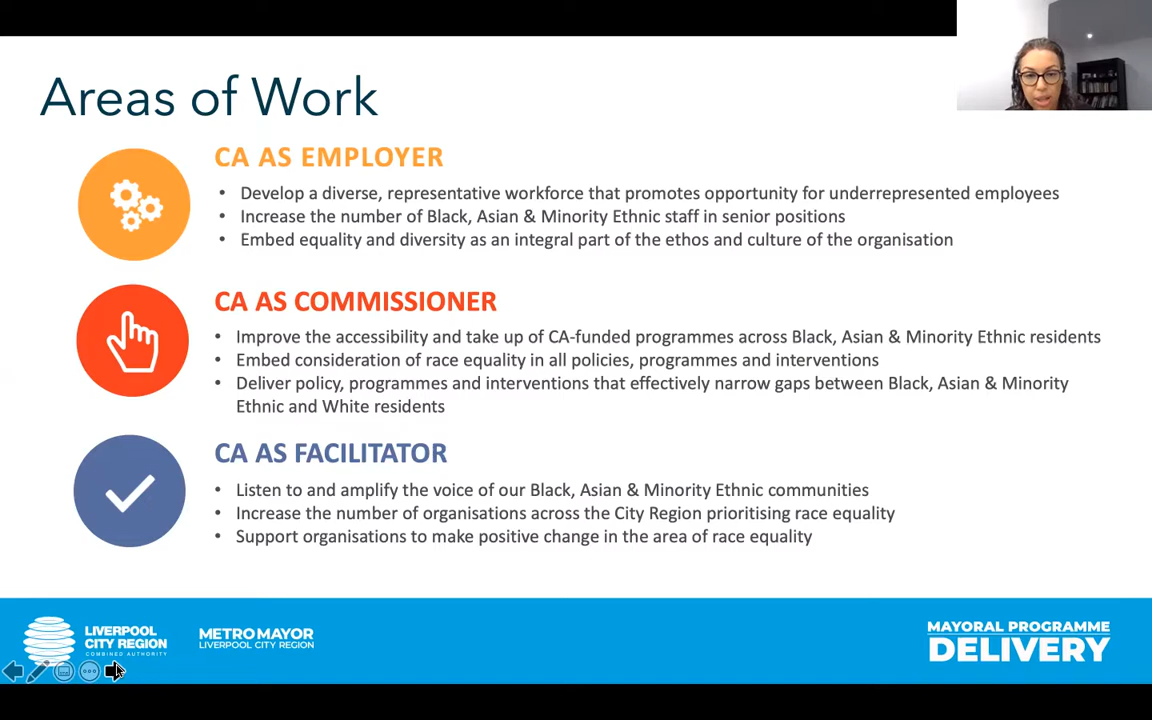 Areas of Work
CA AS EMPLOYER
• Develop a diverse, representative workforce that promotes opportunity for underrepresented employees
• Increase the number of Black, Asian & Minority Ethnic staff in senior positions
• Embed equality and diversity as an integral part of the ethos and culture of the organisation
CA AS COMMISSIONER
• Improve the accessibility and take up of CA-funded programmes across Black, Asian & Minority Ethnic residents
• Embed consideration of race equality in all policies, programmes and interventions
• Deliver policy, programmes and interventions that effectively narrow gaps between Black, Asian & Minority
Ethnic and White residents
CA AS FACILITATOR
• Listen to and amplify the voice of our Black, Asian & Minority Ethnic communities
• Increase the number of organisations across the City Region prioritising race equality
• Support organisations to make positive change in the area of race equality
LIVERPOOL
CITY REGION
COMBINED AUTHORITY
METRO MAYOR
LIVERPOOL CITY REGION
MAYORAL PROGRAMME
DELIVERY